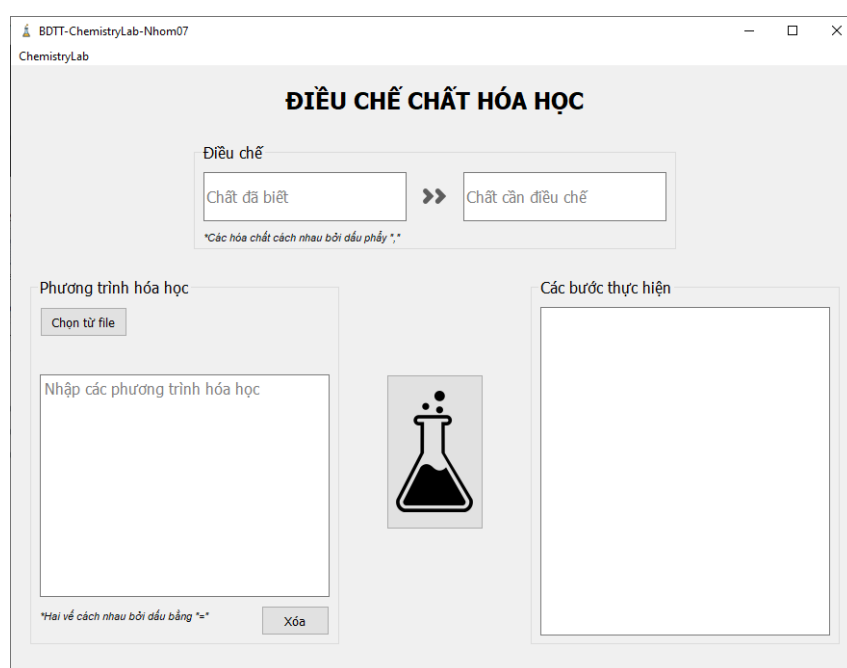 BDTT-ChemistryLab-Nhom07
ChemistryLab
ĐIỀU CHẾ CHẤT HÓA HỌC
Điều chế
Chất đã biết
Chất cần điều chế
*Các hóa chất cách nhau bởi dấu phẩy ","
Phương trình hóa học
Chọn từ file
Nhập các phương trình hóa học
*Hai vế cách nhau bởi dấu bằng "="
Xóa
Các bước thực hiện